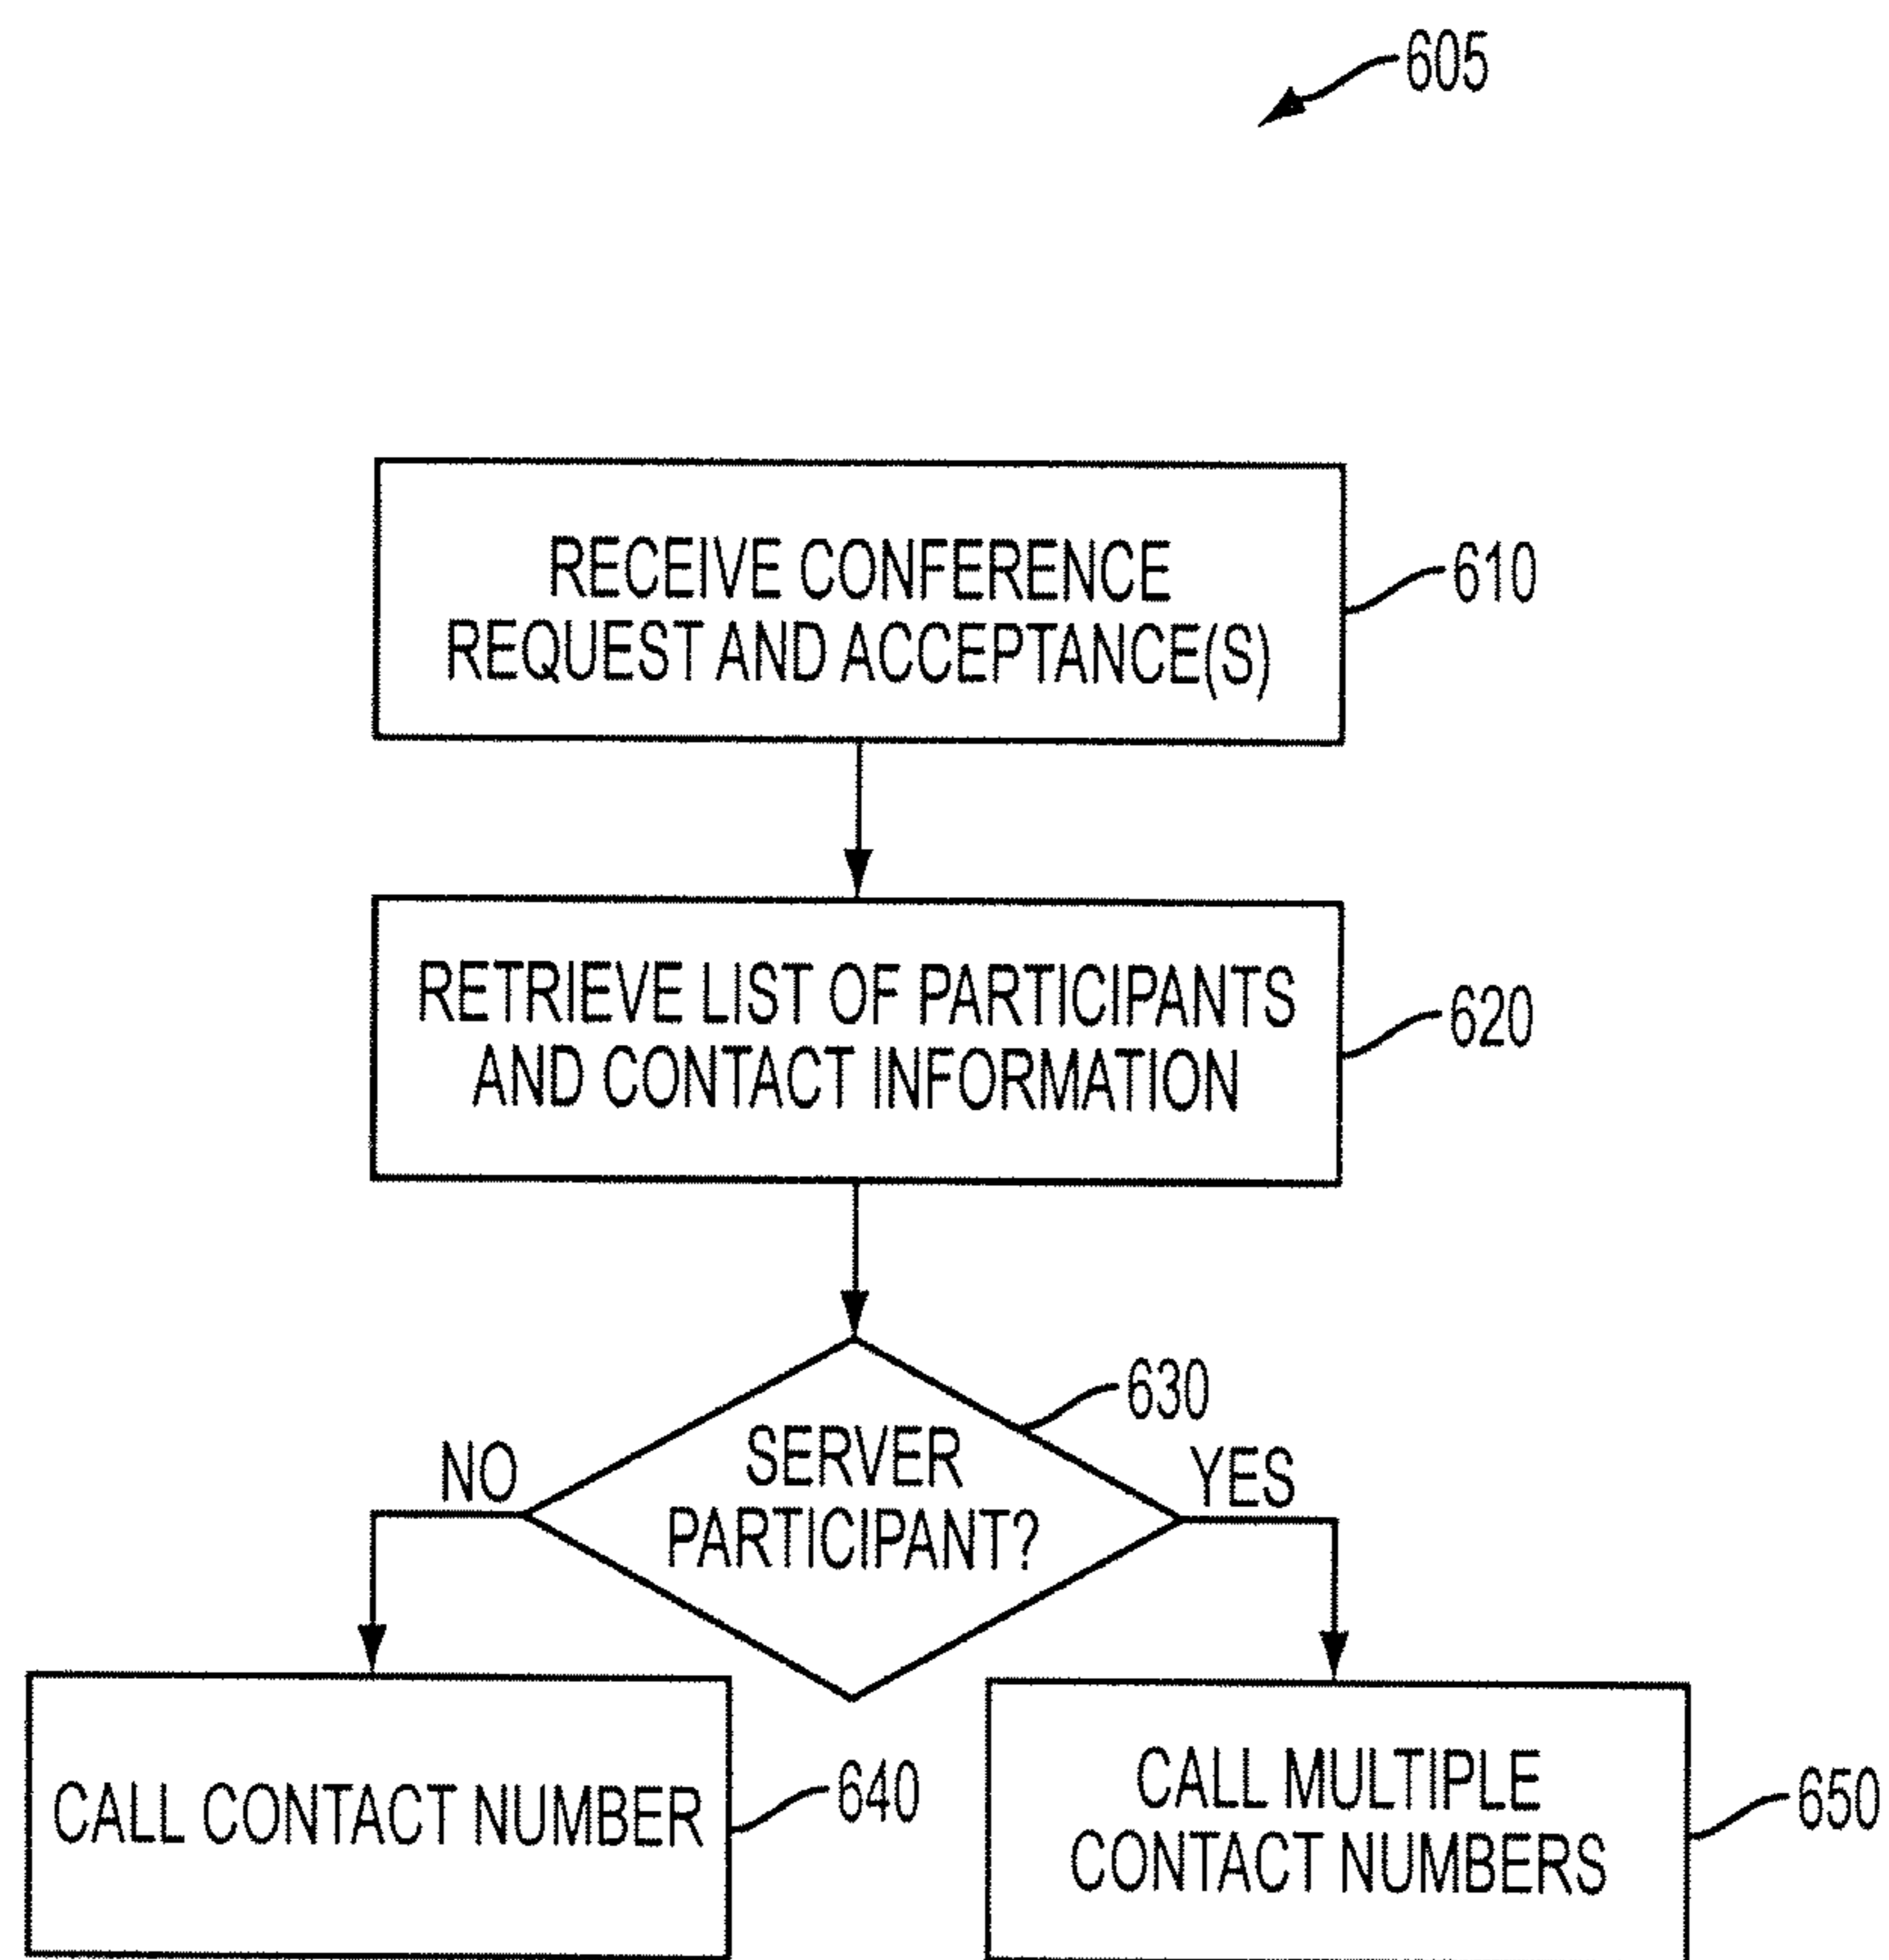 605
RECEIVE CONFERENCE
REQUEST AND ACCEPTANCE(S)
610
RETRIEVE LIST OF PARTICIPANTS
AND CONTACT INFORMATION
620
630
NO
SERVER
PARTICIPANT?
YES
CALL CONTACT NUMBER
640
CALL MULTIPLE
CONTACT NUMBERS
650